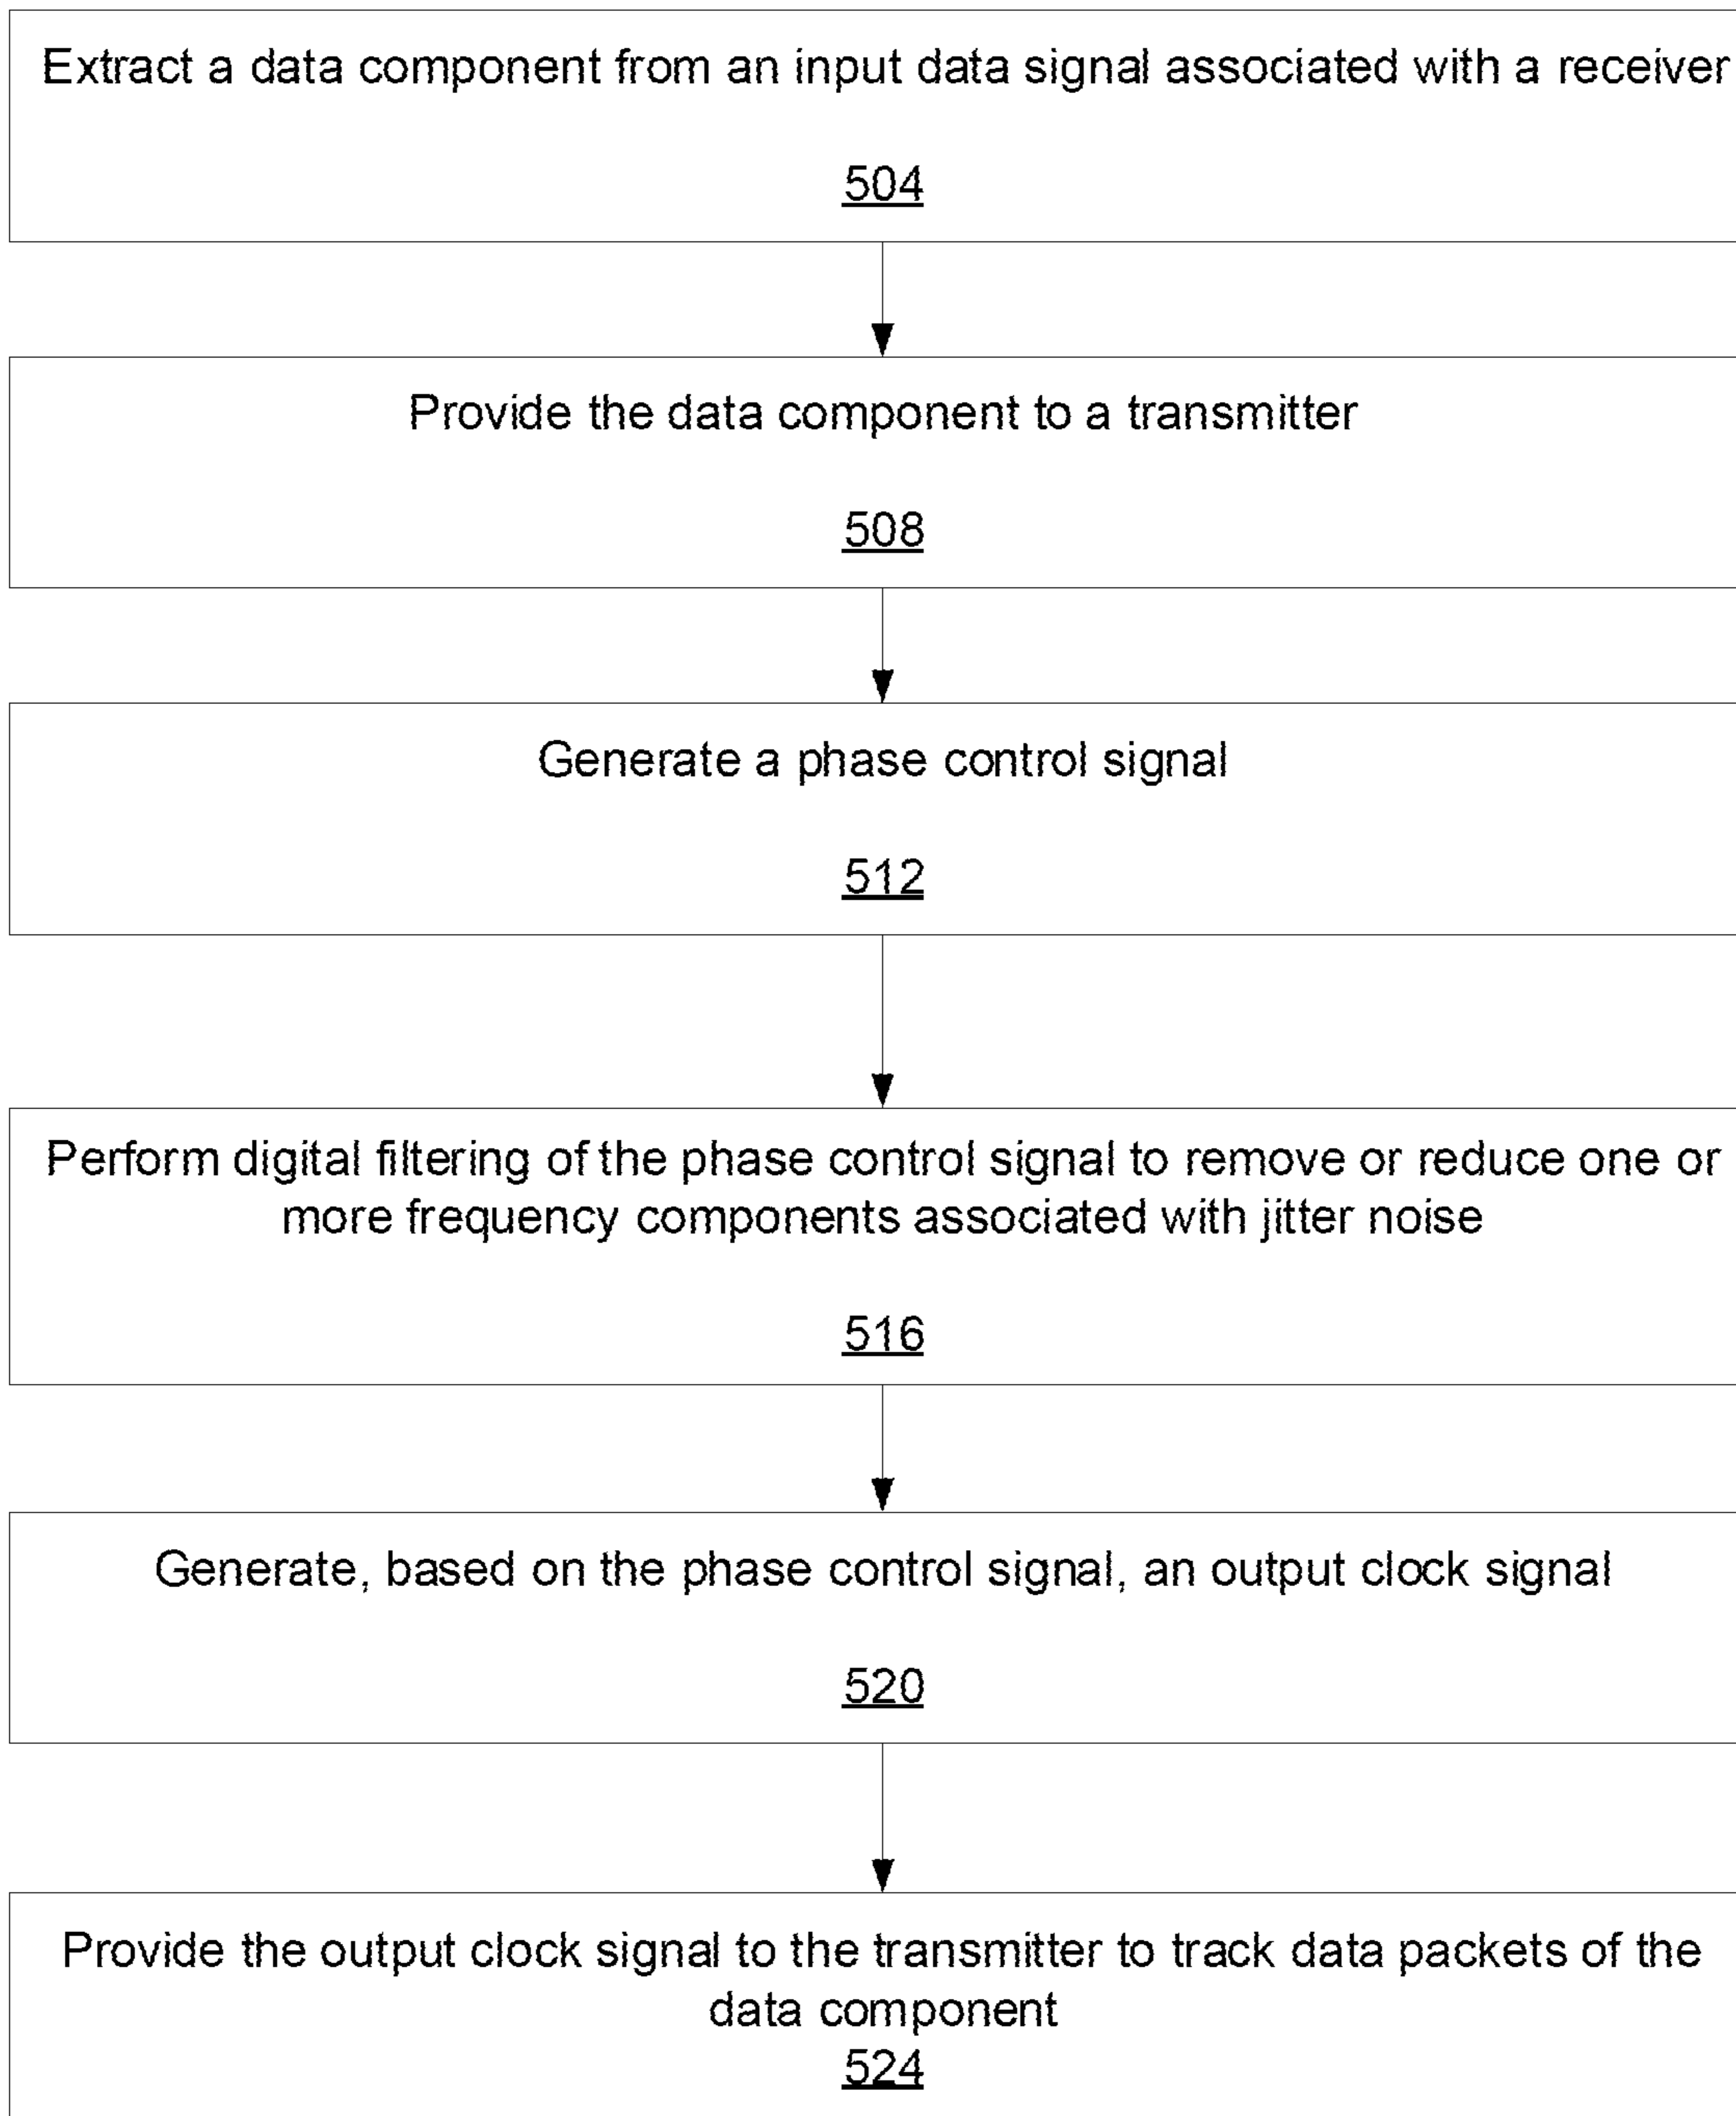 Extract a data component from an input data signal associated with a receiver
504
Provide the data component to a transmitter
508
Generate a phase control signal
512
Perform digital filtering of the phase control signal to remove or reduce one or
more frequency components associated with jitter noise
516
Generate, based on the phase control signal, an output clock signal
520
Provide the output clock signal to the transmitter to track data packets of the
data component
524